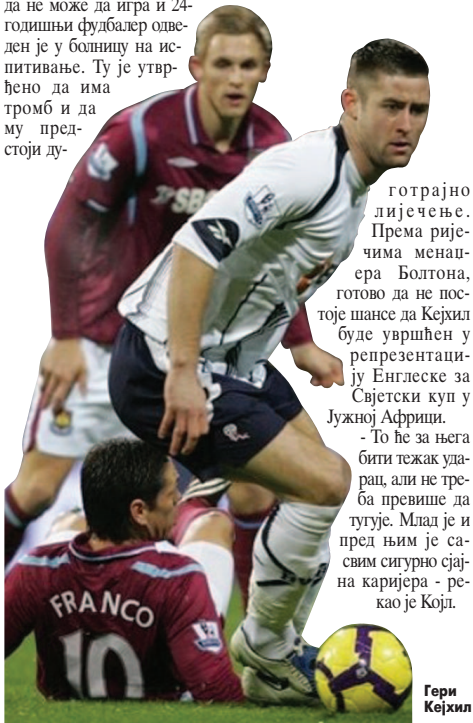 да не може да игра и 24-
годишњи фудбалер одве-
ден је у болницу на ис-
питивање. Ту је утвр-
ђено да има
тромб и да
му пред-
стоји ду-
готрајно
лијечење.
Према рије-
чима менаџ-
ера Болтона,
готово да не пос-
тоје шансе да Кејхил
буде увршћен у
репрезентаци-
ју Енглеске за
Свјетски куп у
Јужној Африци.
- То ће за њега
бити тежак уда-
рац, али не тре-
ба превише да
тугује. Млад је и
пред њим је са-
свим сигурно сјај-
на каријера - ре-
као је Којл.
SB
FRANCO
10
Гери
Кејхил